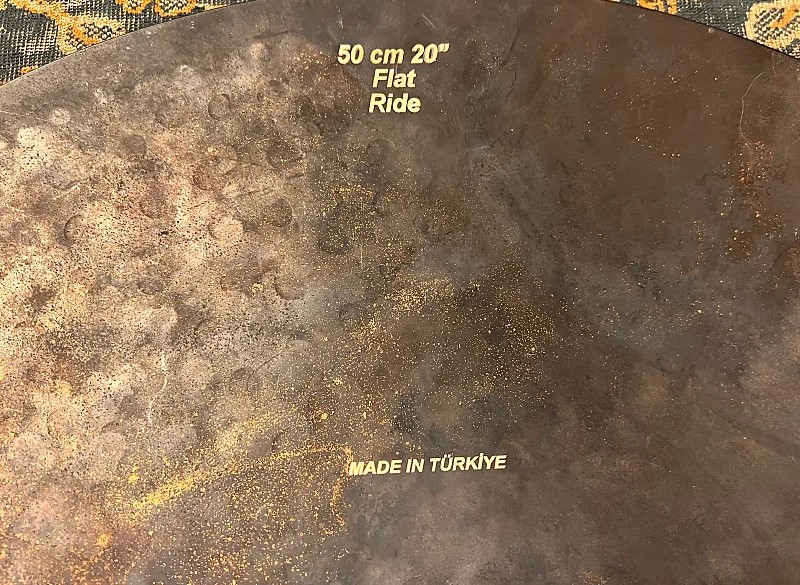 50 cm 20"
Flat
Ride
MADE IN TÜRKİYE